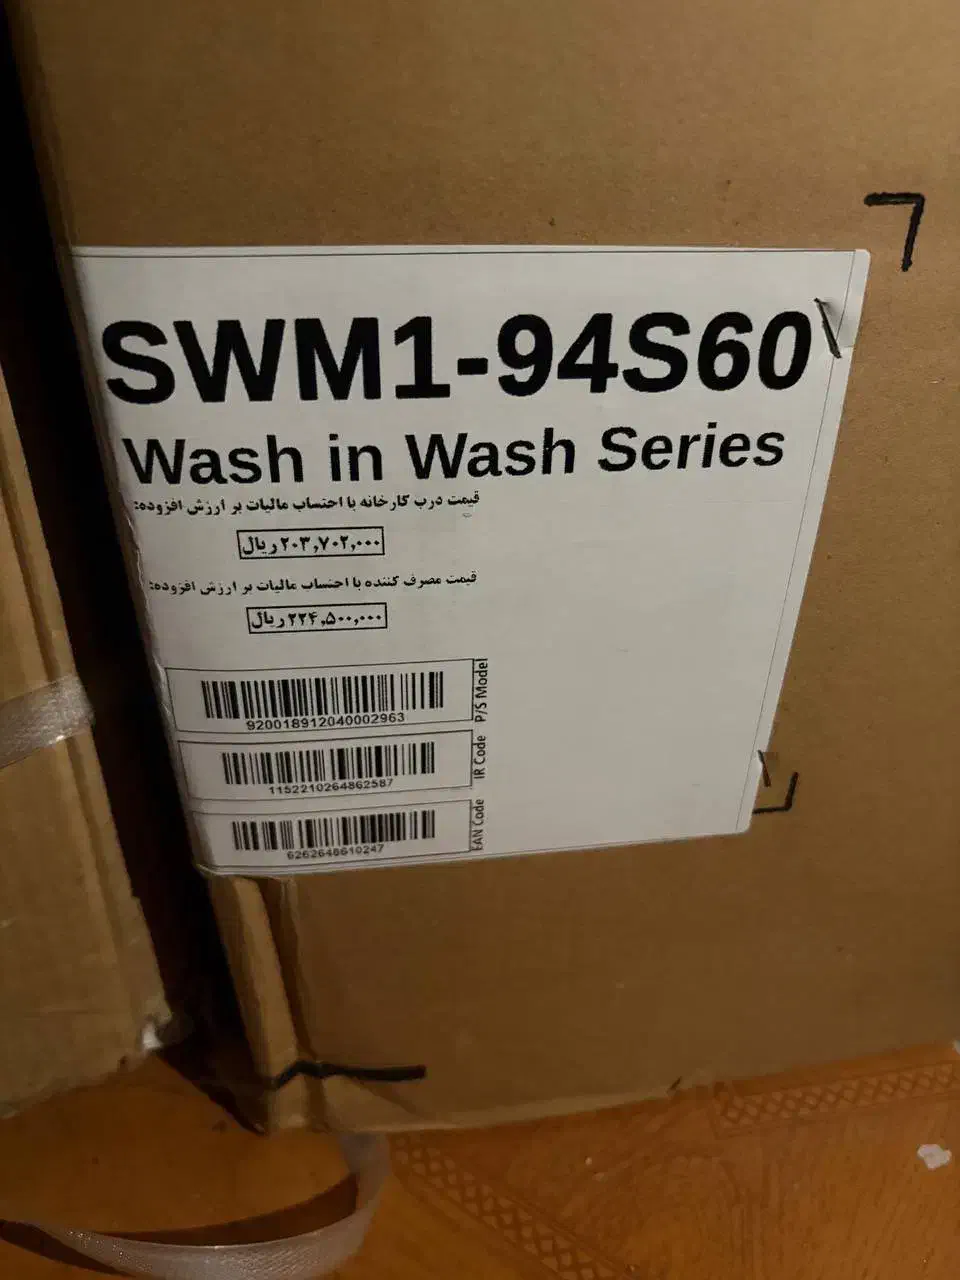 SWM1-94S60
Wash in Wash Series
قیمت درب کارخانه با احتساب مالیات بر ارزش افزوده:
۲۰۳,۷۰۲,۰۰۰ ریال
قیمت مصرف کننده با احتساب مالیات بر ارزش افزوده:
۲۲۴,۵۰۰,۰۰۰ ریال
920018912040002963
P/S Model
1152210264862587
IR Code
6262648610247
EAN Code